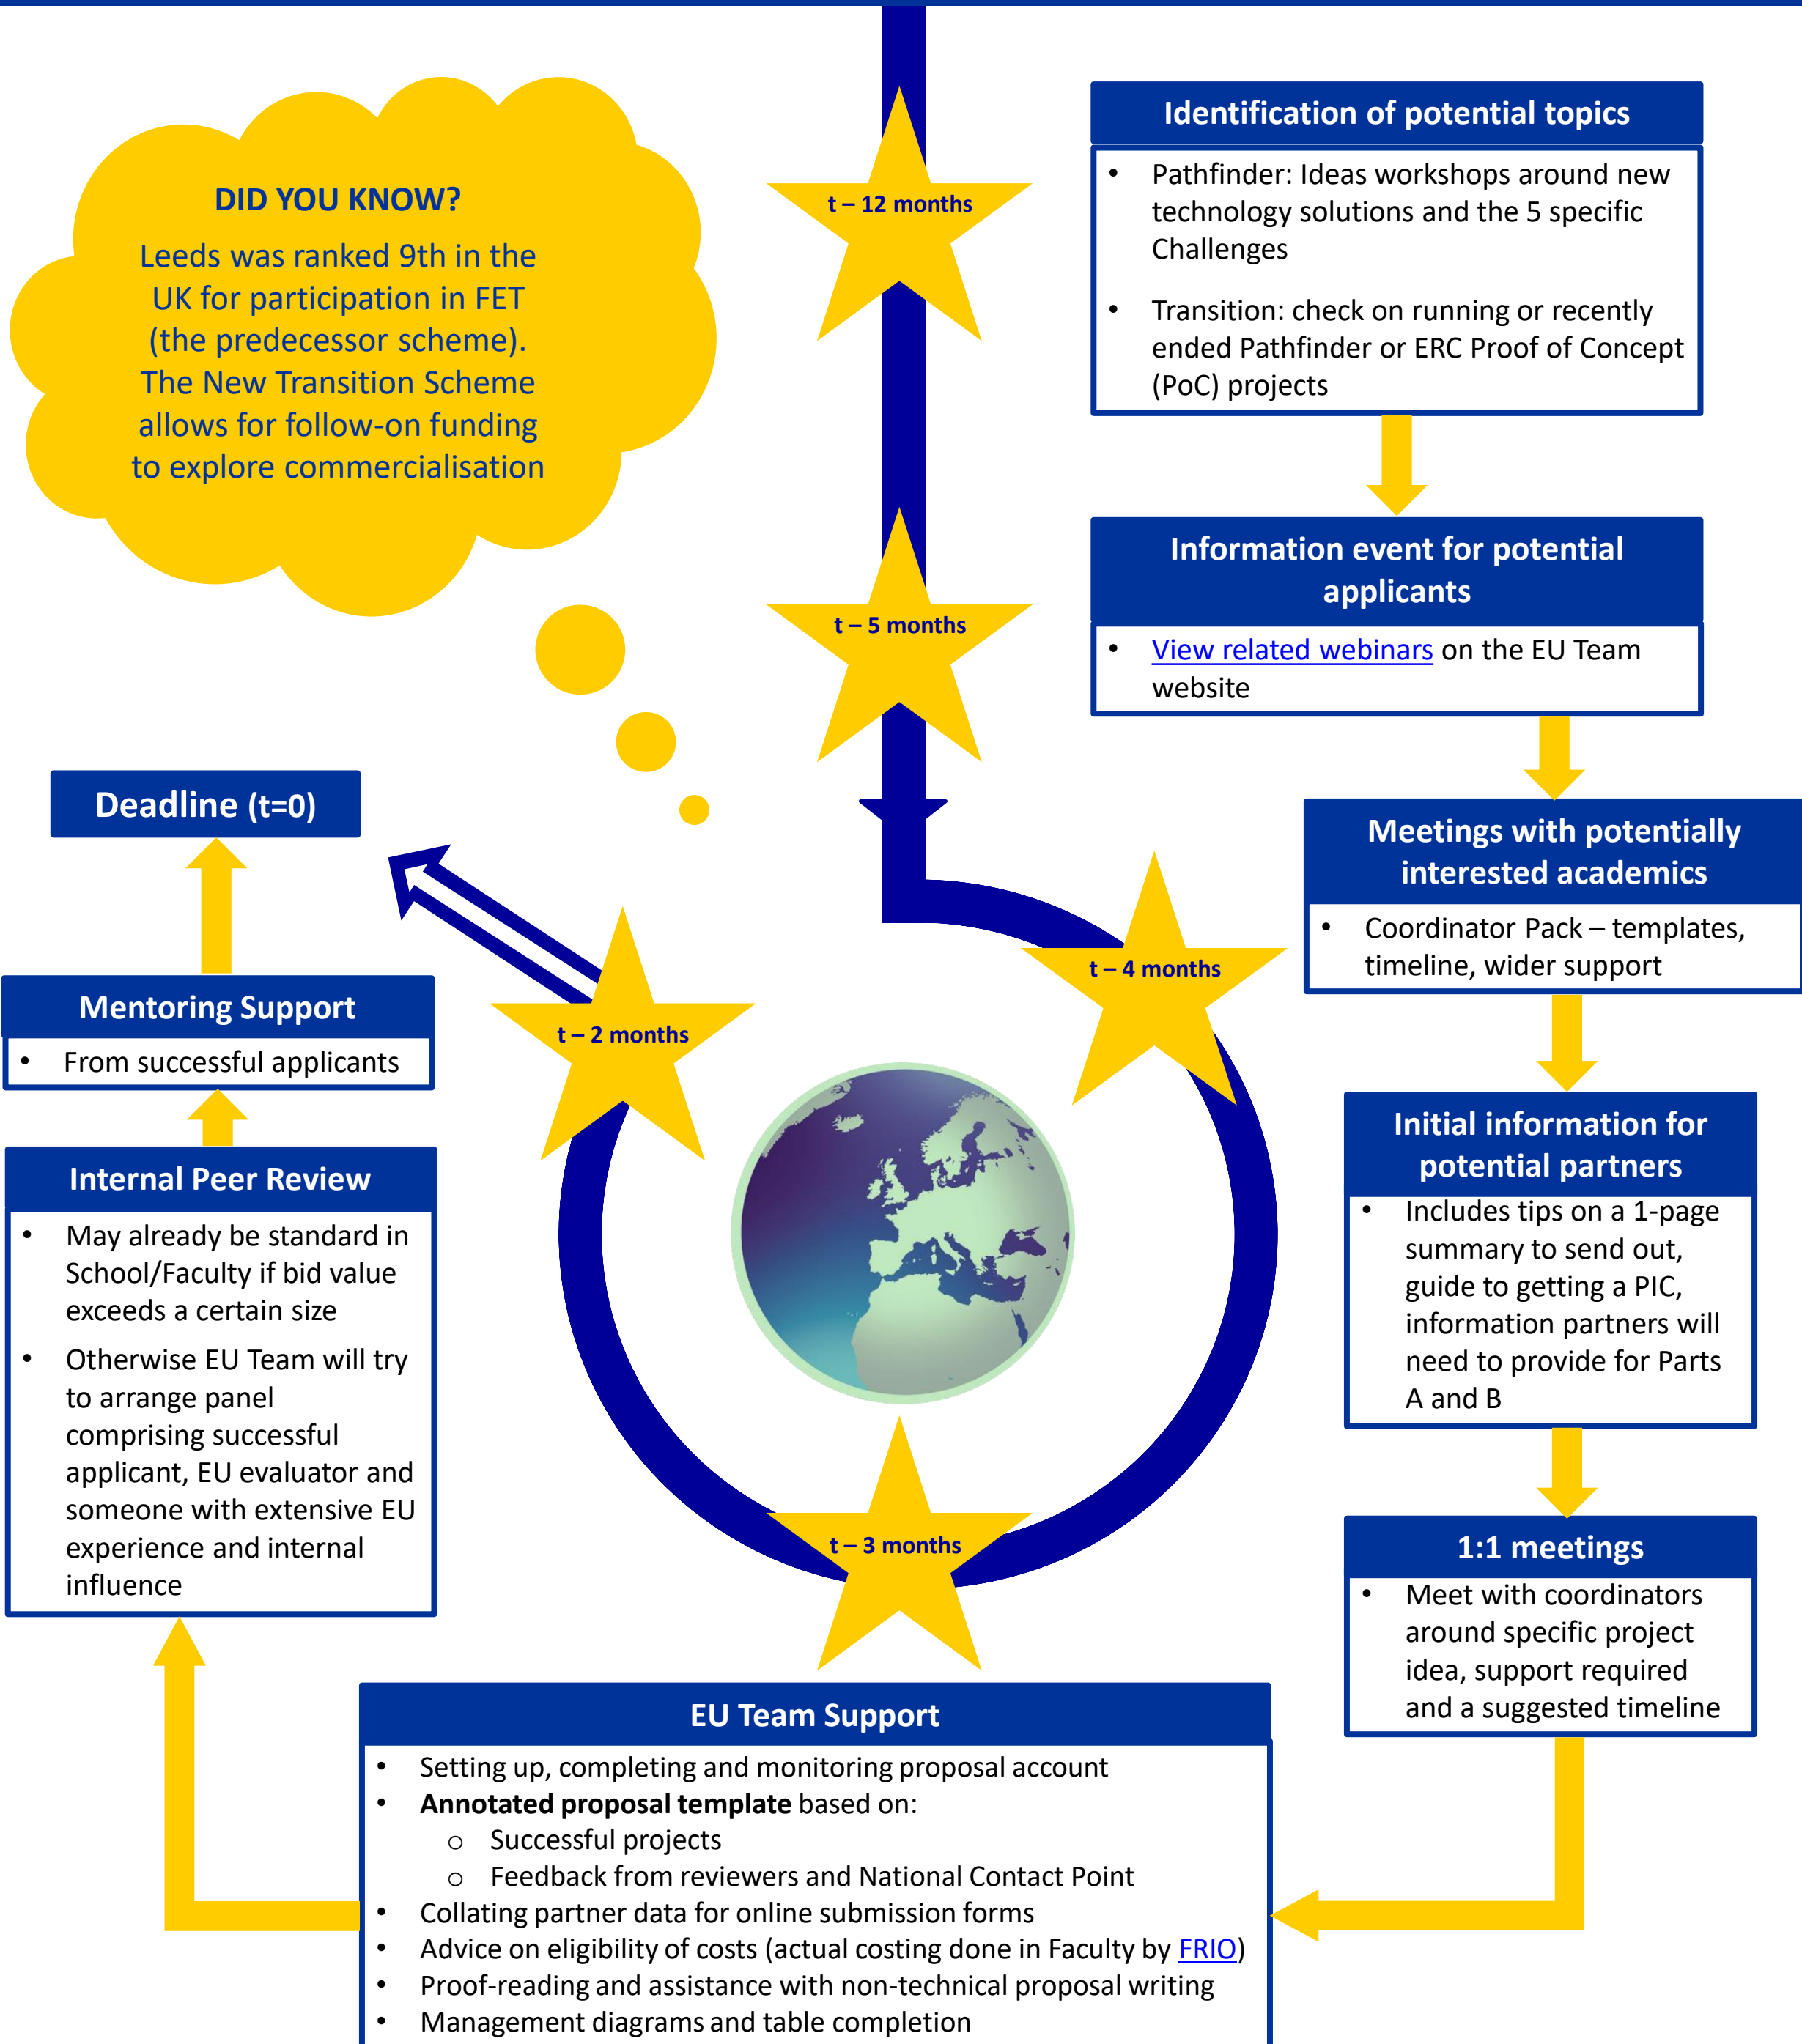 DID YOU KNOW?
Leeds was ranked 9th in the
UK for participation in FET
(the predecessor scheme).
The New Transition Scheme
allows for follow-on funding
to explore commercialisation
t – 12 months
Identification of potential topics
• Pathfinder: Ideas workshops around new
technology solutions and the 5 specific
Challenges
• Transition: check on running or recently
ended Pathfinder or ERC Proof of Concept
(PoC) projects
t – 5 months
Information event for potential
applicants
• View related webinars on the EU Team
website
Meetings with potentially
interested academics
• Coordinator Pack – templates,
timeline, wider support
t – 4 months
Initial information for
potential partners
• Includes tips on a 1-page
summary to send out,
guide to getting a PIC,
information partners will
need to provide for Parts
A and B
1:1 meetings
• Meet with coordinators
around specific project
idea, support required
and a suggested timeline
t – 3 months
EU Team Support
• Setting up, completing and monitoring proposal account
• Annotated proposal template based on:
o Successful projects
o Feedback from reviewers and National Contact Point
• Collating partner data for online submission forms
• Advice on eligibility of costs (actual costing done in Faculty by FRIO)
• Proof-reading and assistance with non-technical proposal writing
• Management diagrams and table completion
t – 2 months
Internal Peer Review
• May already be standard in
School/Faculty if bid value
exceeds a certain size
• Otherwise EU Team will try
to arrange panel
comprising successful
applicant, EU evaluator and
someone with extensive EU
experience and internal
influence
Mentoring Support
• From successful applicants
Deadline (t=0)